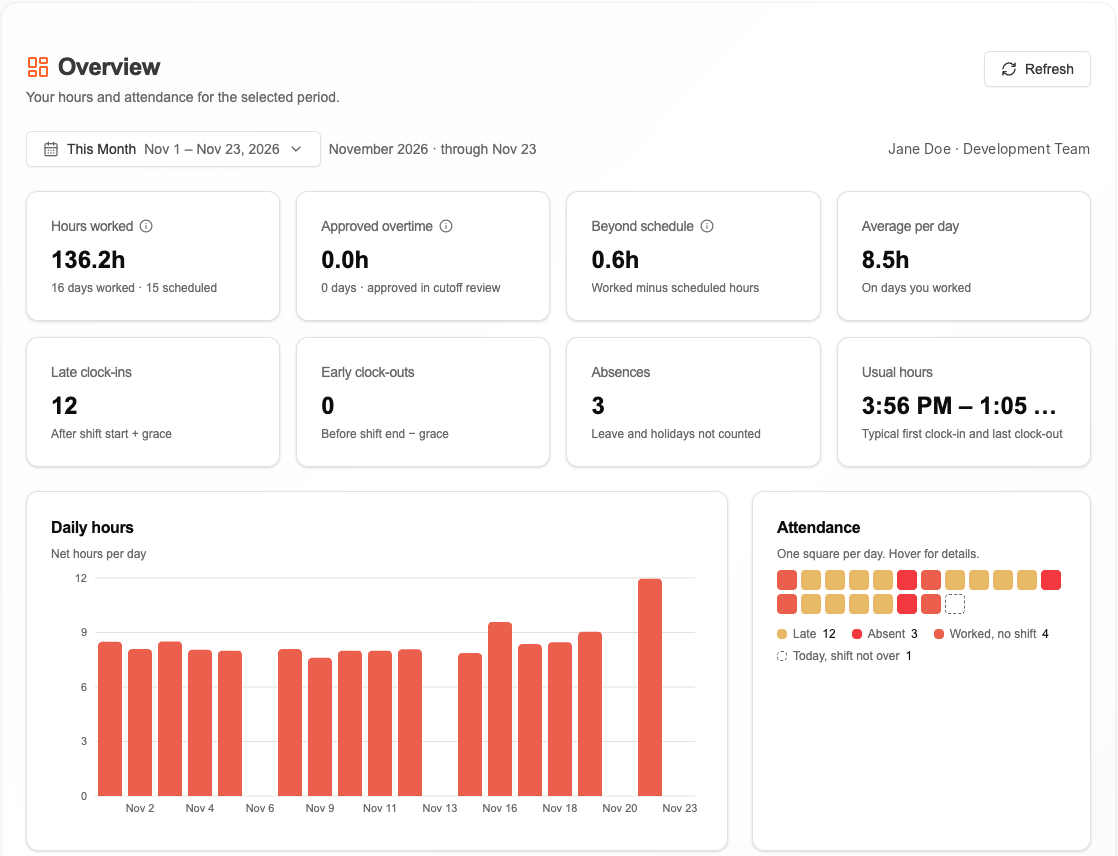 Overview
Refresh
Your hours and attendance for the selected period.
This Month Nov 1 – Nov 23, 2026
November 2026 · through Nov 23
Jane Doe · Development Team
Hours worked
136.2h
16 days worked · 15 scheduled
Approved overtime
0.0h
0 days · approved in cutoff review
Beyond schedule
0.6h
Worked minus scheduled hours
Average per day
8.5h
On days you worked
Late clock-ins
12
After shift start + grace
Early clock-outs
0
Before shift end − grace
Absences
3
Leave and holidays not counted
Usual hours
3:56 PM – 1:05 …
Typical first clock-in and last clock-out
Daily hours
Net hours per day
12
9
6
3
0
Nov 2 Nov 4 Nov 6 Nov 9 Nov 11 Nov 13 Nov 16 Nov 18 Nov 20 Nov 23
Attendance
One square per day. Hover for details.
Late 12 Absent 3 Worked, no shift 4
Today, shift not over 1